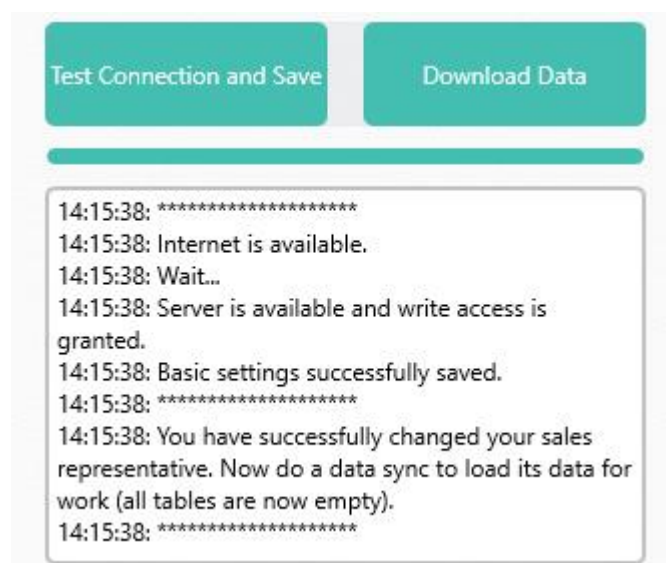 Test Connection and Save
Download Data
14:15:38: ********************
14:15:38: Internet is available.
14:15:38: Wait...
14:15:38: Server is available and write access is
granted.
14:15:38: Basic settings successfully saved.
14:15:38: ********************
14:15:38: You have successfully changed your sales
representative. Now do a data sync to load its data for
work (all tables are now empty).
14:15:38: ********************